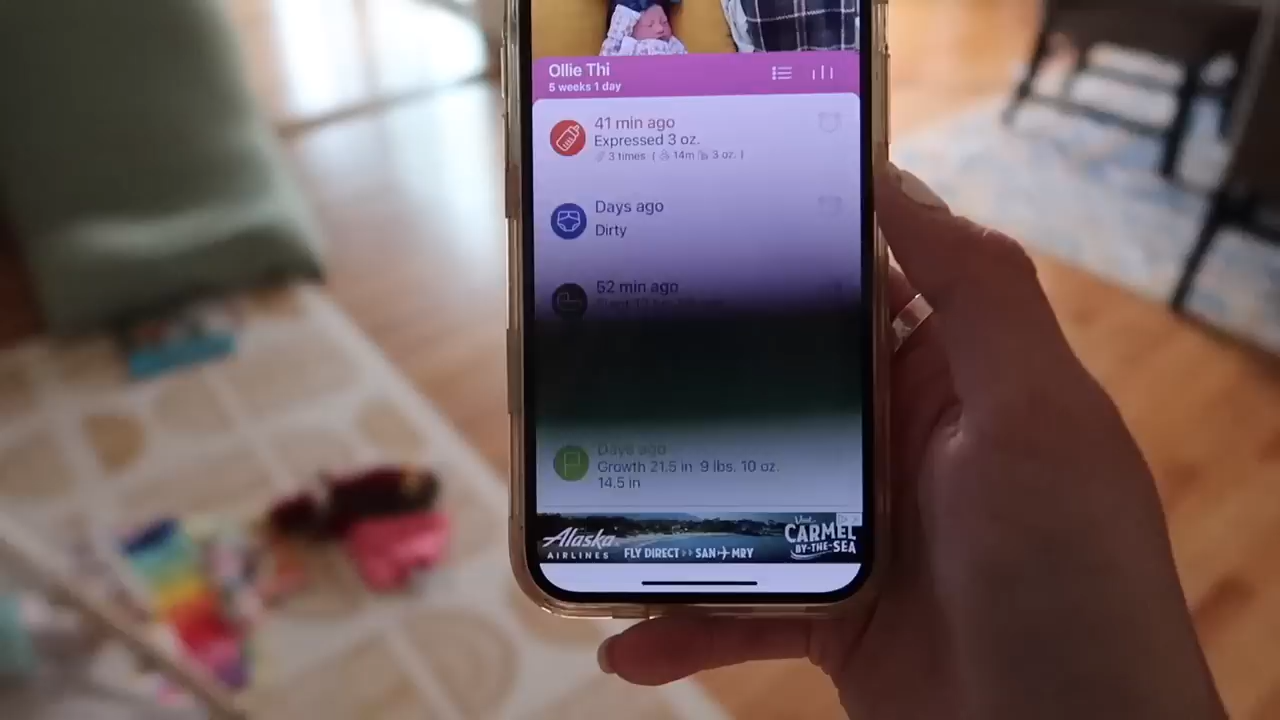 Ollie Thi
5 weeks 1 day
41 min ago
Expressed 3 oz.
3 times ( 14m 3 oz. )
Days ago
Dirty
52 min ago
Days ago
Growth 21.5 in 9 lbs. 10 oz.
14.5 in
Alaska
AIRLINES
FLY DIRECT SAN MRY
Visit
CARMEL
BY-THE-SEA